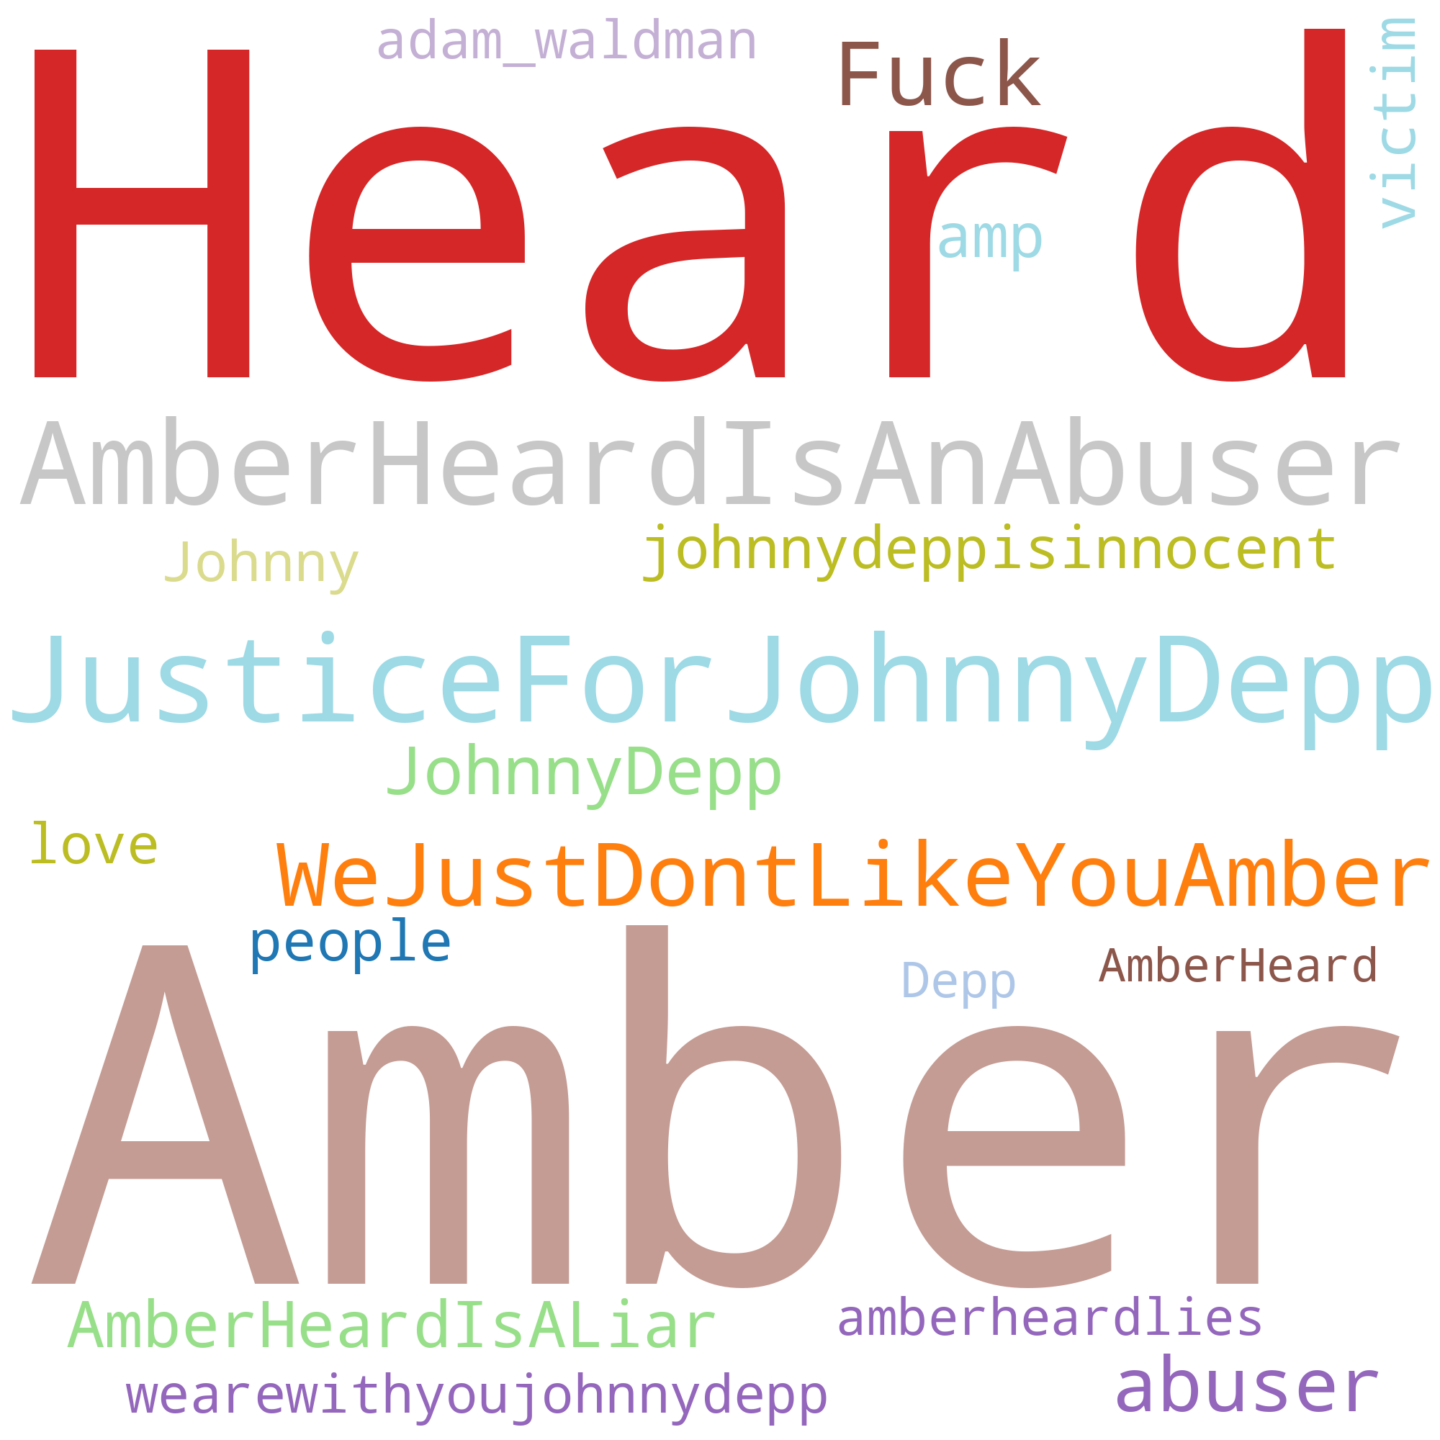 adam_waldman
Fuck
victim
Heard
amp
AmberHeardIsAnAbuser
Johnny
johnnydeppisinnocent
JusticeForJohnnyDepp
JohnnyDepp
love
WeJustDontLikeYouAmber
people
Depp
AmberHeard
Amber
AmberHeardIsALiar
amberheardlies
wearewithyoujohnnydepp
abuser